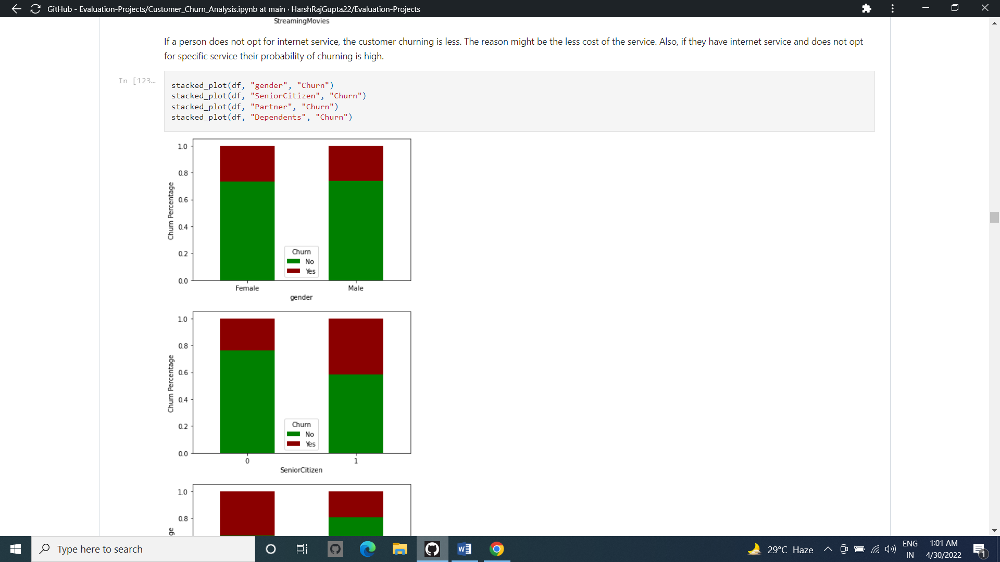 GitHub - Evaluation-Projects/Customer_Churn_Analysis.ipynb at main · HarshRajGupta22/Evaluation-Projects
StreamingMovies
If a person does not opt for internet service, the customer churning is less. The reason might be the less cost of the service. Also, if they have internet service and does not opt
for specific service their probability of churning is high.
In [123…
stacked_plot(df, "gender", "Churn")
stacked_plot(df, "SeniorCitizen", "Churn")
stacked_plot(df, "Partner", "Churn")
stacked_plot(df, "Dependents", "Churn")
1.0
0.8
0.6
0.4
0.2
0.0
Churn Percentage
Churn
No
Yes
Female Male
gender
1.0
0.8
0.6
0.4
0.2
0.0
Churn Percentage
Churn
No
Yes
0 1
SeniorCitizen
1.0
0.8
ge
Type here to search
29°C Haze
ENG
IN
1:01 AM
4/30/2022
1